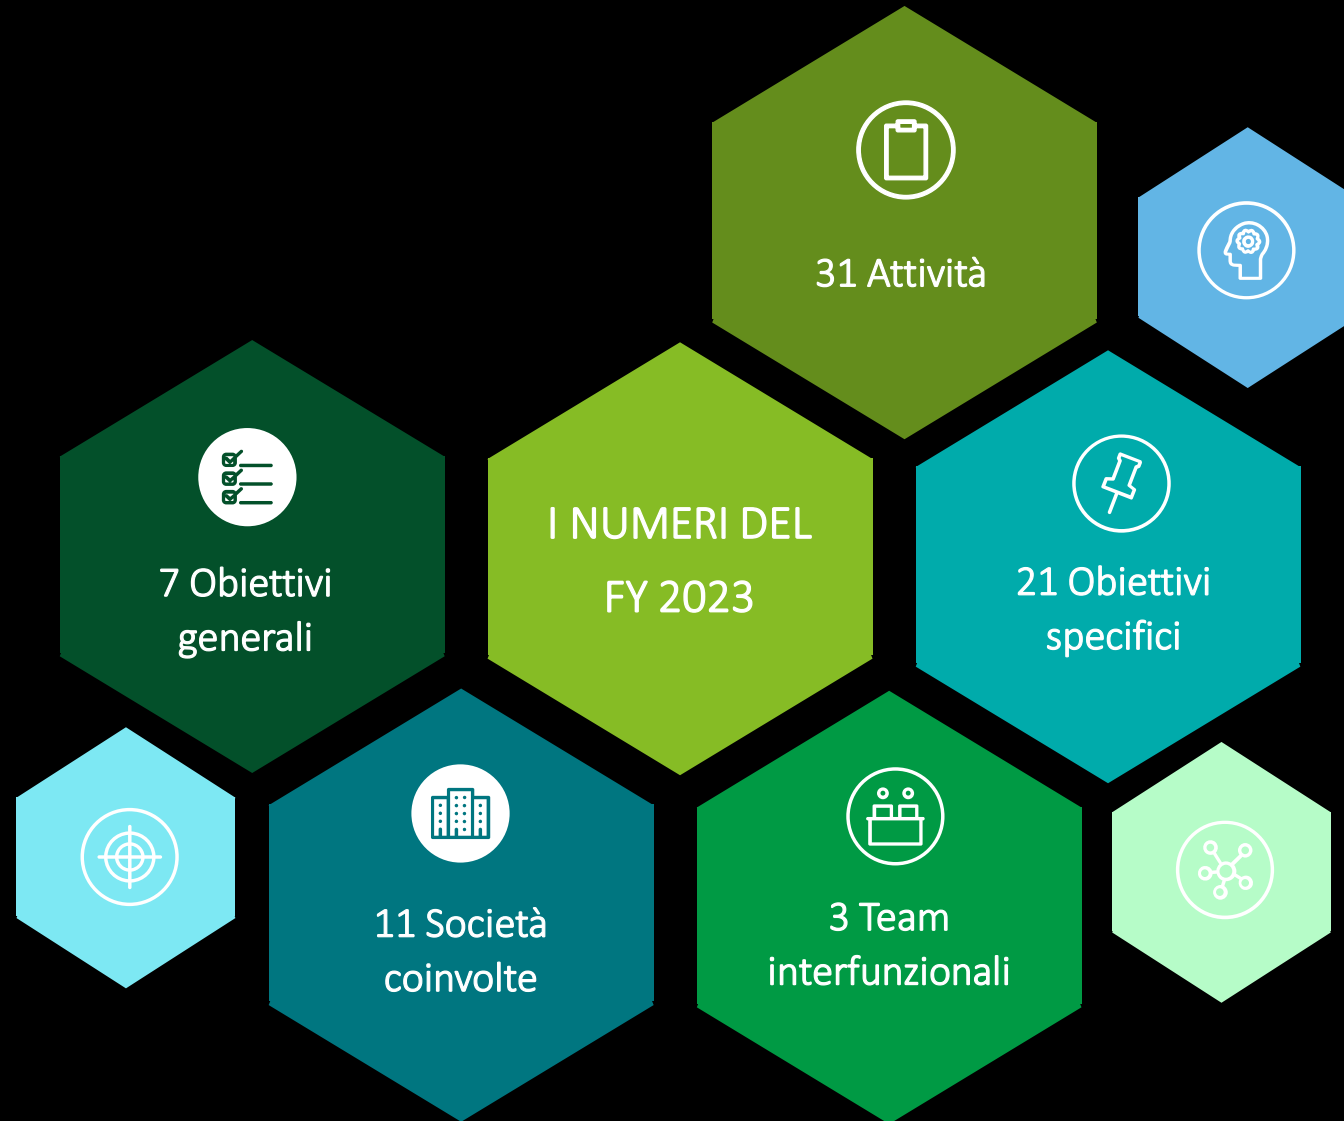 31 Attività
I NUMERI DEL
FY 2023
7 Obiettivi
generali
21 Obiettivi
specifici
11 Società
coinvolte
3 Team
interfunzionali